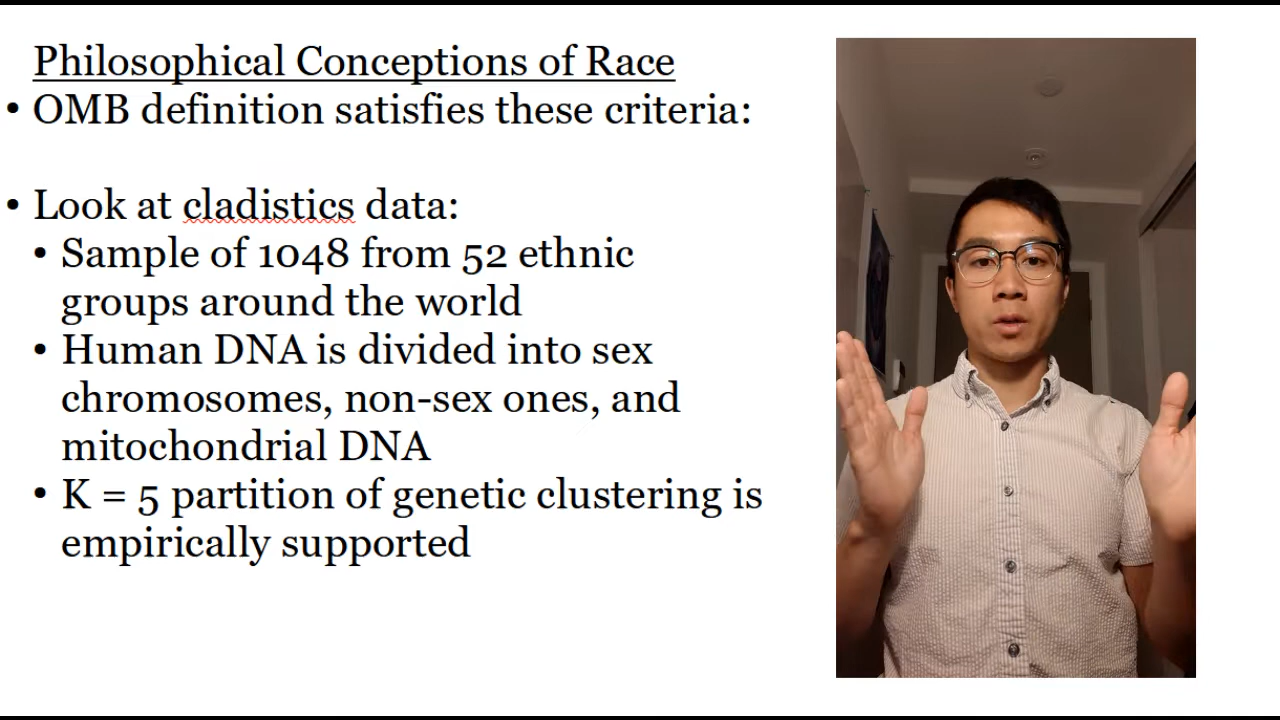 Philosophical Conceptions of Race
• OMB definition satisfies these criteria:
• Look at cladistics data:
• Sample of 1048 from 52 ethnic
groups around the world
• Human DNA is divided into sex
chromosomes, non-sex ones, and
mitochondrial DNA
• K = 5 partition of genetic clustering is
empirically supported